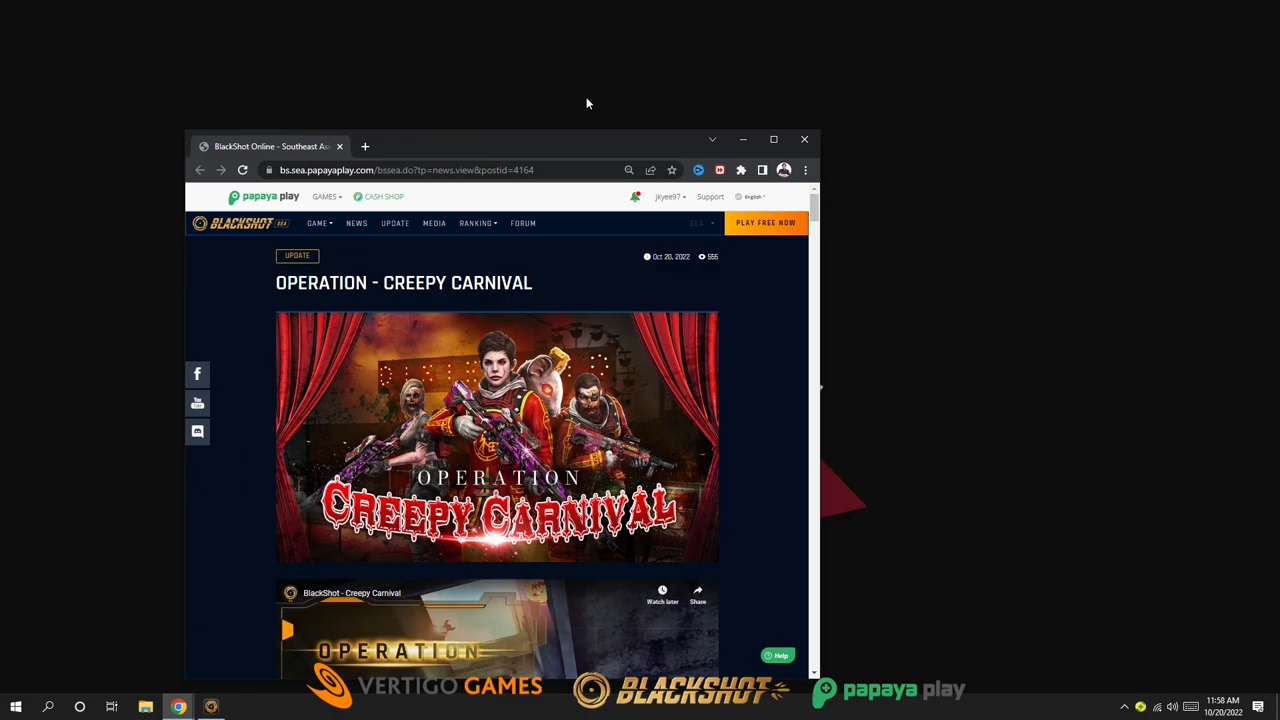 BlackShot Online - Southeast As
bs.sea.papayaplay.com/bssea.do?tp=news.view&postid=4164
papaya play
GAMES
CASH SHOP
jkyee97
Support
English
BLACKSHOT SEA
GAME
NEWS
UPDATE
MEDIA
RANKING
FORUM
SEA
PLAY FREE NOW
UPDATE
Oct 20, 2022
555
OPERATION - CREEPY CARNIVAL
OPERATION
CREEPY CARNIVAL
BlackShot - Creepy Carnival
Watch later
Share
OPERATION
Help
VERTIGO GAMES
BLACKSHOT
papaya play
11:58 AM
10/20/2022